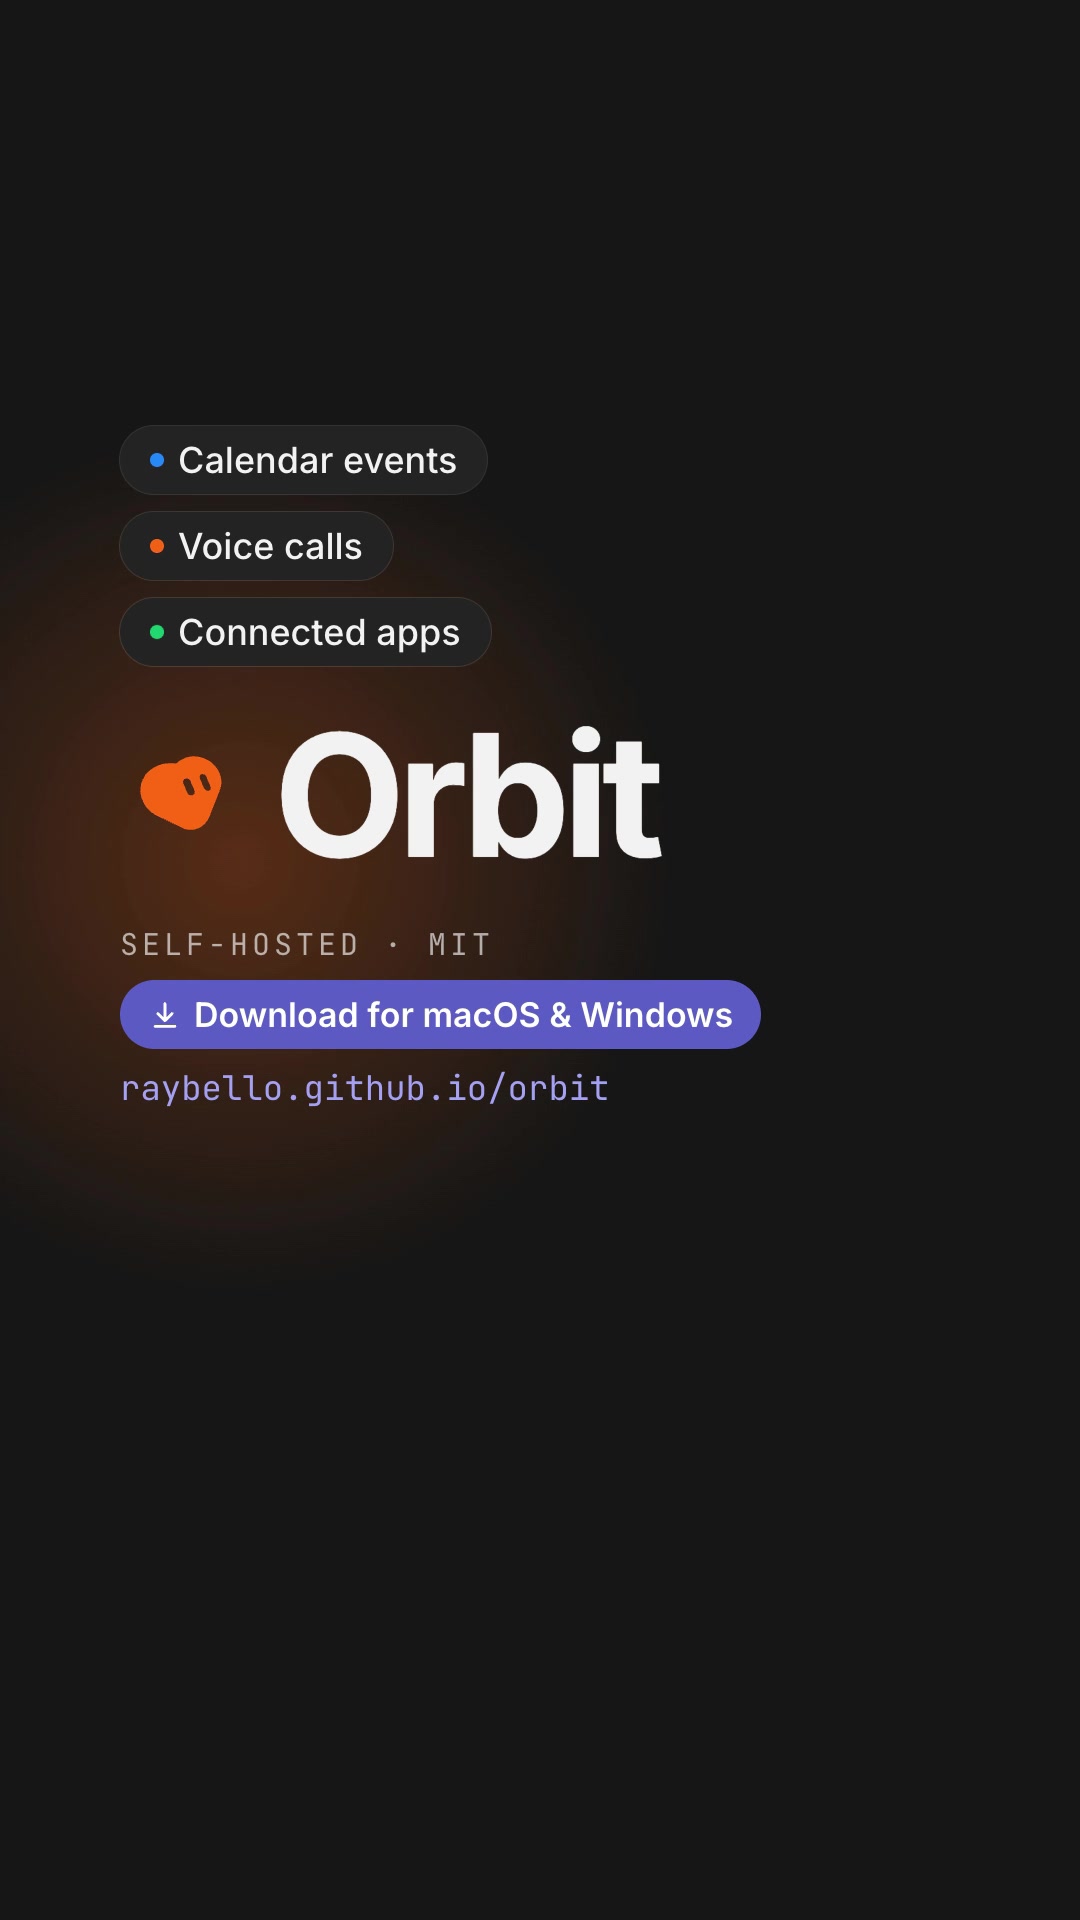 Calendar events
Voice calls
Connected apps
Orbit
SELF-HOSTED · MIT
Download for macOS & Windows
raybello.github.io/orbit